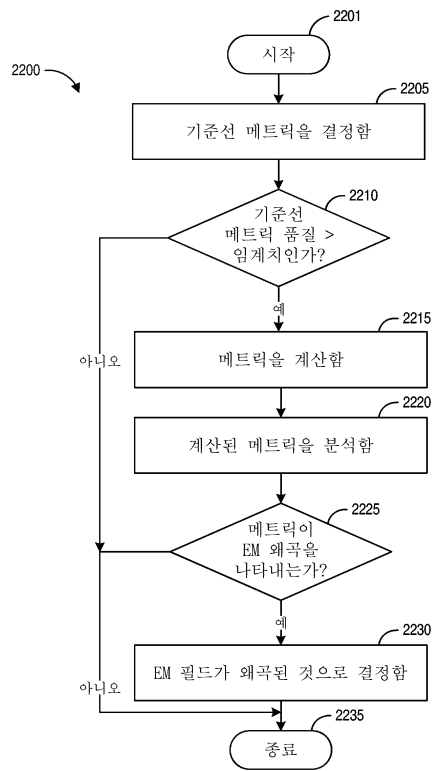 2201
시작
2200
2205
기준선 메트릭을 결정함
2210
기준선
메트릭 품질 >
임계치인가?
예
2215
아니오
메트릭을 계산함
2220
계산된 메트릭을 분석함
2225
메트릭이
EM 왜곡을
나타내는가?
예
2230
EM 필드가 왜곡된 것으로 결정함
아니오
2235
종료